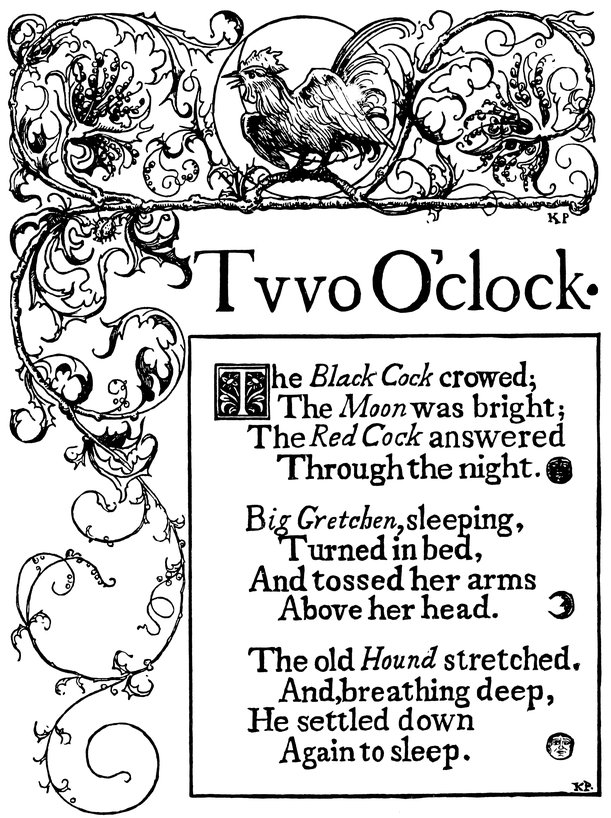 K P
Tvvo O'clock.
The Black Cock crowed;
The Moon was bright;
The Red Cock answered
Through the night.
Big Gretchen, sleeping,
Turned in bed,
And tossed her arms
Above her head.
The old Hound stretched.
And, breathing deep,
He settled down
Again to sleep.
K P.